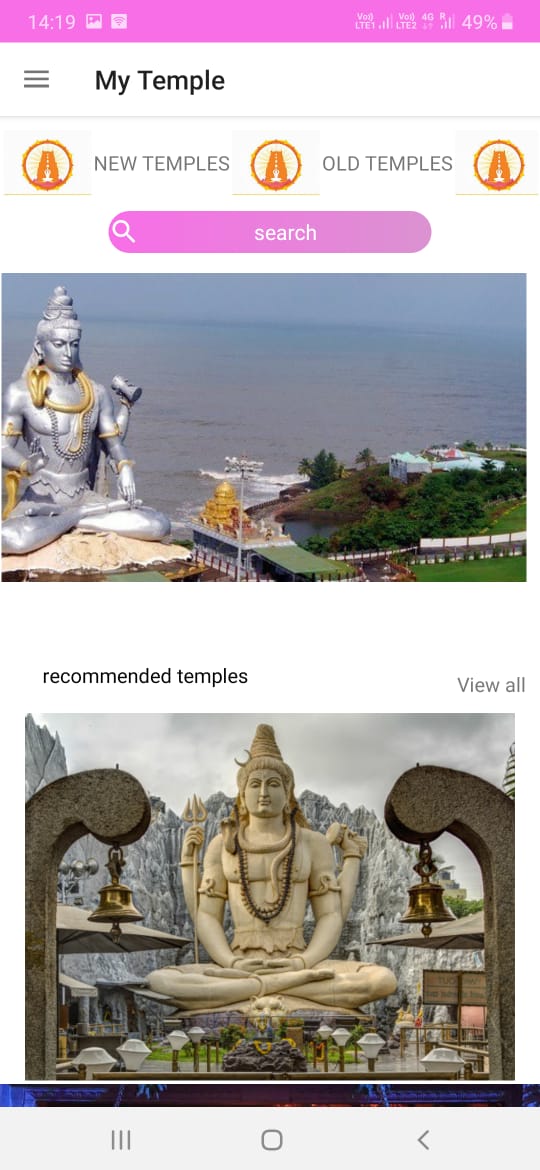 14:19 Vo)) LTE1 Vo)) LTE2 4G R 49%
My Temple
NEW TEMPLES OLD TEMPLES
search
recommended temples
View all